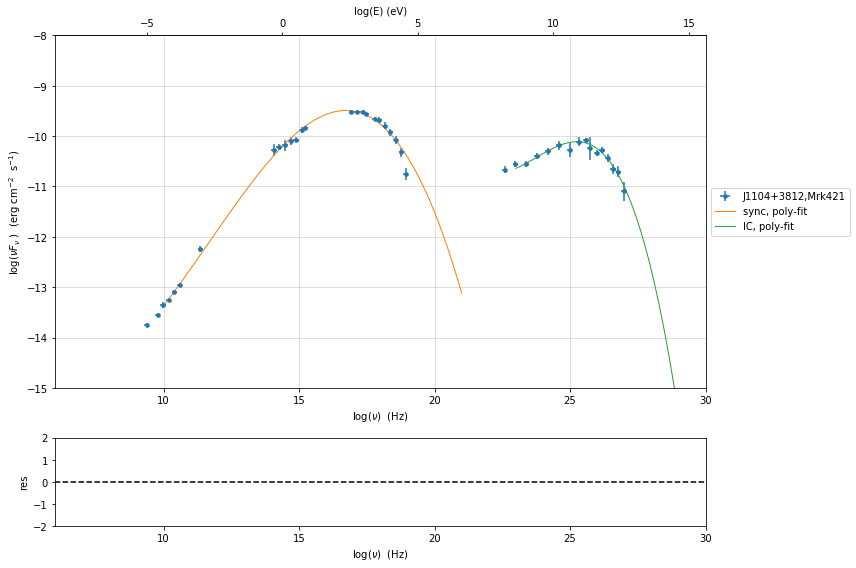 log(E) (eV)
−5 0 5 10 15
−8
−9
−10
−11
−12
−13
−14
−15
log(νFν )  (erg cm⁻²  s⁻¹)
J1104+3812,Mrk421
sync, poly-fit
IC, poly-fit
10 15 20 25 30
log(ν)  (Hz)
2
1
0
−1
−2
res
10 15 20 25 30
log(ν)  (Hz)